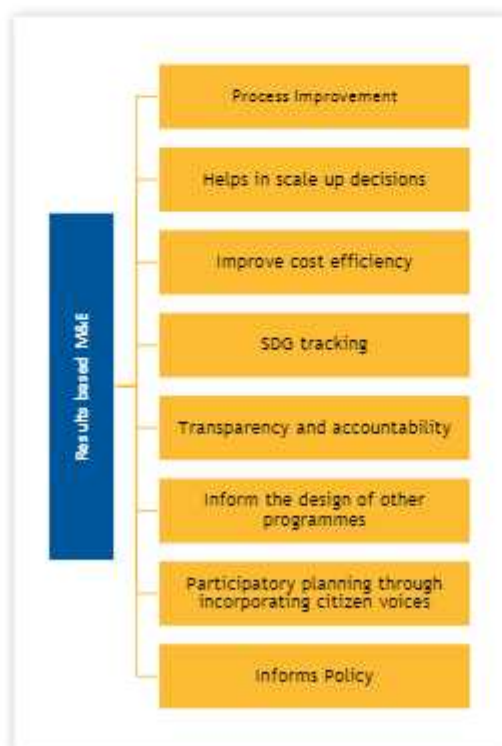 Results based M&E
Process Improvement
Helps in scale up decisions
Improve cost efficiency
SDG tracking
Transparency and accountability
Inform the design of other
programmes
Participatory planning through
incorporating citizen voices
Informs Policy